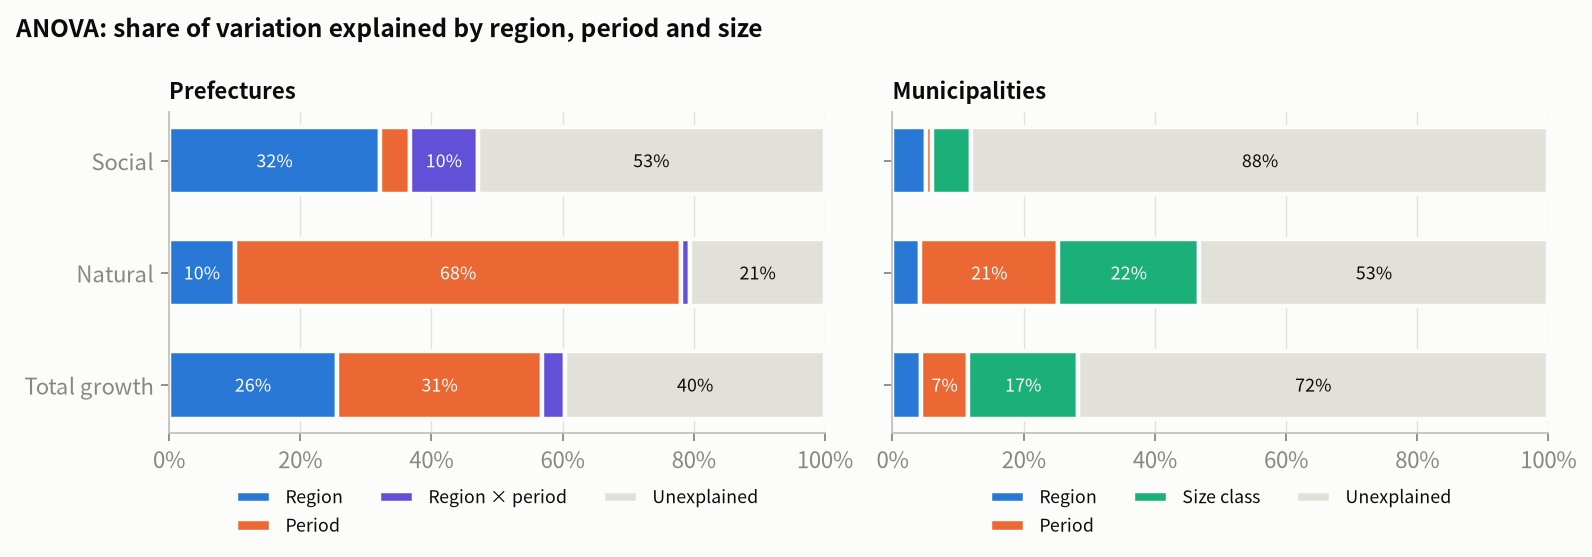 ANOVA: share of variation explained by region, period and size
Prefectures
Social
32%
10%
53%
Natural
10%
68%
21%
Total growth
26%
31%
40%
0%
20%
40%
60%
80%
100%
Region
Region × period
Unexplained
Period
Municipalities
88%
21%
22%
53%
7%
17%
72%
0%
20%
40%
60%
80%
100%
Region
Size class
Unexplained
Period